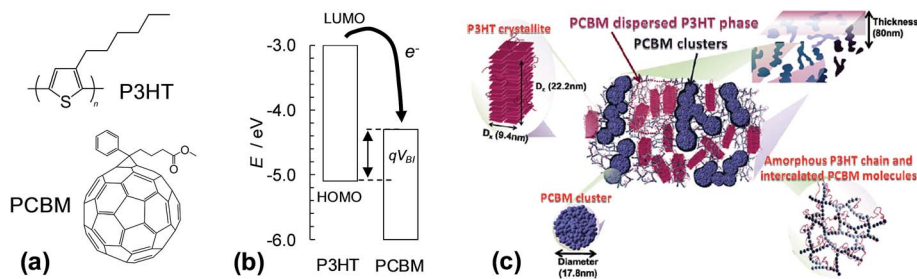 P3HT
S
n
O
O
PCBM
(a)
LUMO
-3.0
e⁻
-4.0
E / eV
qV_BI
-5.0
HOMO
-6.0
P3HT PCBM
(b)
P3HT crystallite
D_z (22.2nm)
D_x (9.4nm)
PCBM dispersed P3HT phase
PCBM clusters
Thickness
(80nm)
PCBM cluster
Diameter
(17.8nm)
Amorphous P3HT chain and
intercalated PCBM molecules
(c)